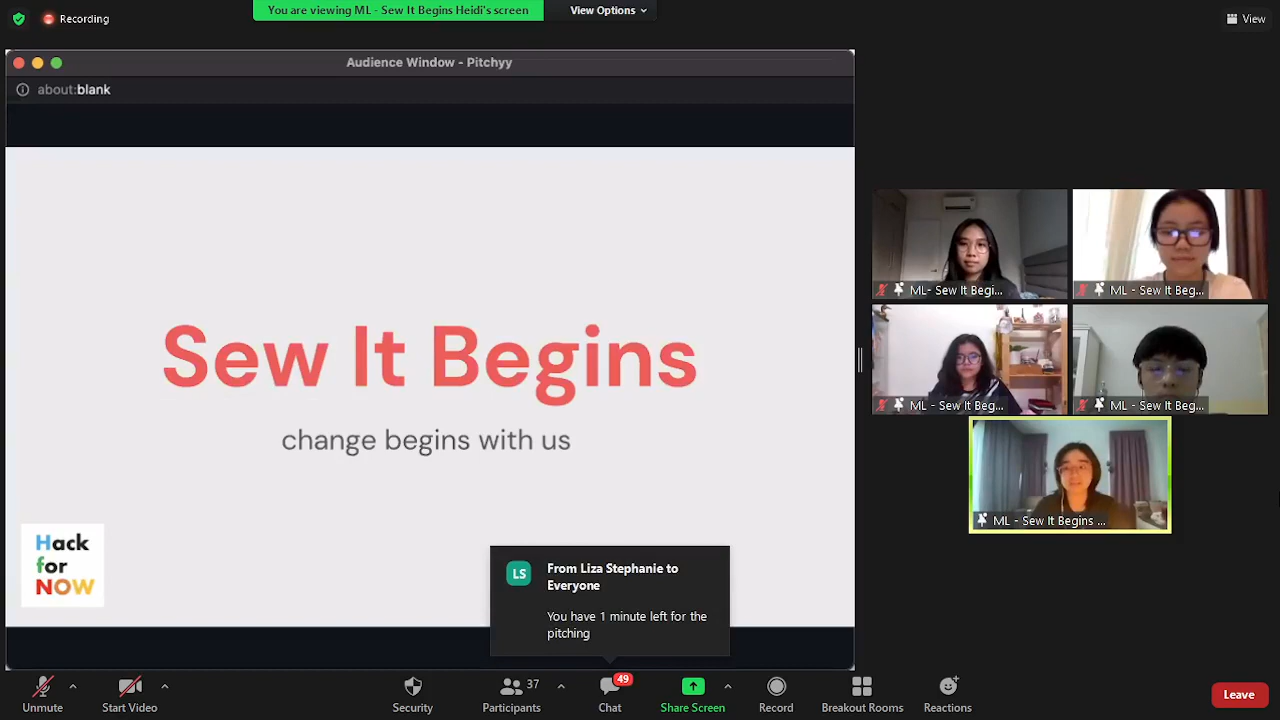 Recording
You are viewing ML - Sew It Begins Heidi's screen
View Options
View
Audience Window - Pitchyy
about:blank
Sew It Begins
change begins with us
Hack
for
NOW
ML- Sew It Begi...
ML - Sew It Beg...
ML - Sew It Beg...
ML - Sew It Beg...
ML - Sew It Begins ...
LS
From Liza Stephanie to
Everyone
You have 1 minute left for the
pitching
Unmute
Start Video
Security
37
Participants
49
Chat
Share Screen
Record
Breakout Rooms
Reactions
Leave